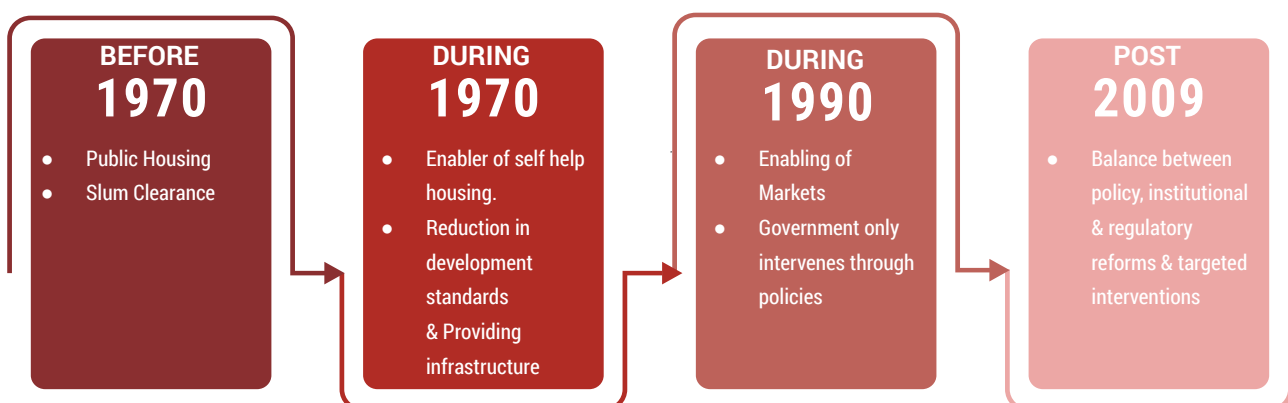 BEFORE
1970
● Public Housing
● Slum Clearance
DURING
1970
● Enabler of self help
housing.
● Reduction in
development
standards
& Providing
infrastructure
DURING
1990
● Enabling of
Markets
● Government only
intervenes through
policies
POST
2009
● Balance between
policy, institutional
& regulatory
reforms & targeted
interventions